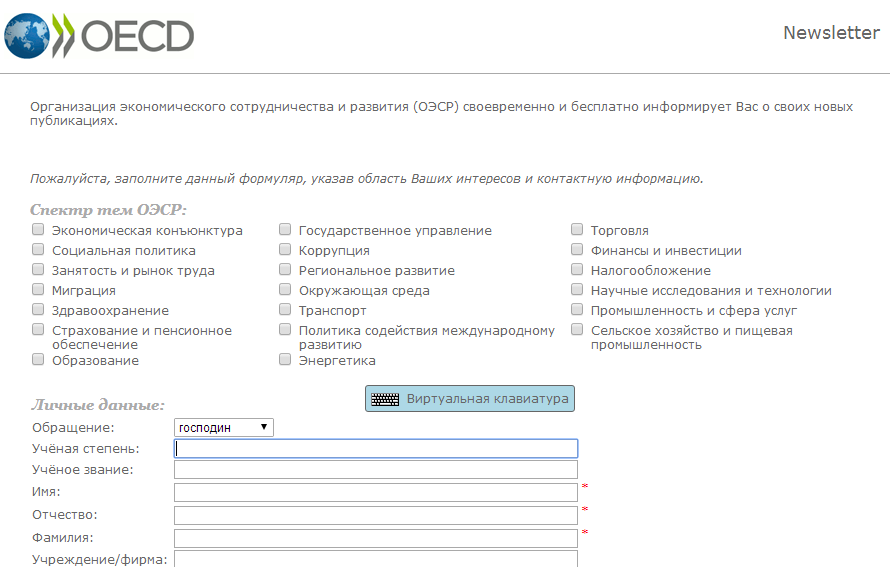 OECD
Newsletter
Организация экономического сотрудничества и развития (ОЭСР) своевременно и бесплатно информирует Вас о своих новых
публикациях.
Пожалуйста, заполните данный формуляр, указав область Ваших интересов и контактную информацию.
Спектр тем ОЭСР:
Экономическая конъюнктура Государственное управление Торговля
Социальная политика Коррупция Финансы и инвестиции
Занятость и рынок труда Региональное развитие Налогообложение
Миграция Окружающая среда Научные исследования и технологии
Здравоохранение Транспорт Промышленность и сфера услуг
Страхование и пенсионное Политика содействия международному Сельское хозяйство и пищевая
обеспечение развитию промышленность
Образование Энергетика
Виртуальная клавиатура
Личные данные:
Обращение: господин
Учёная степень:
Учёное звание:
Имя: *
Отчество: *
Фамилия: *
Учреждение/фирма: